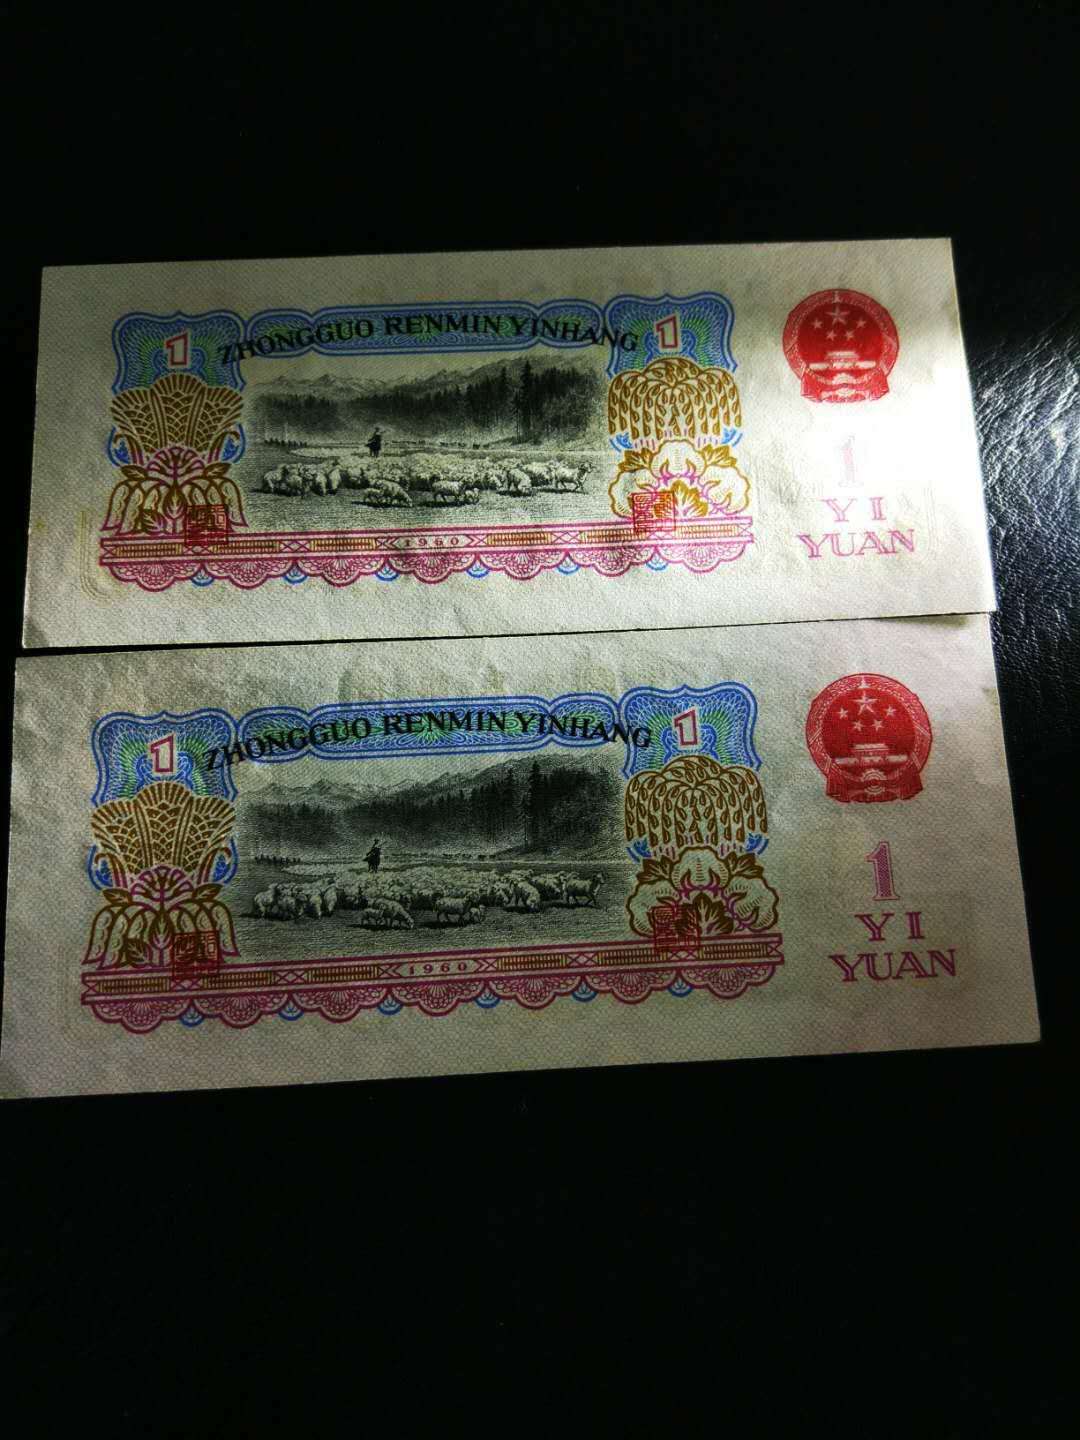 1 ZHONGGUO RENMIN YINHANG 1
1
YI
YUAN
1960
1 ZHONGGUO RENMIN YINHANG 1
1
YI
YUAN
1960